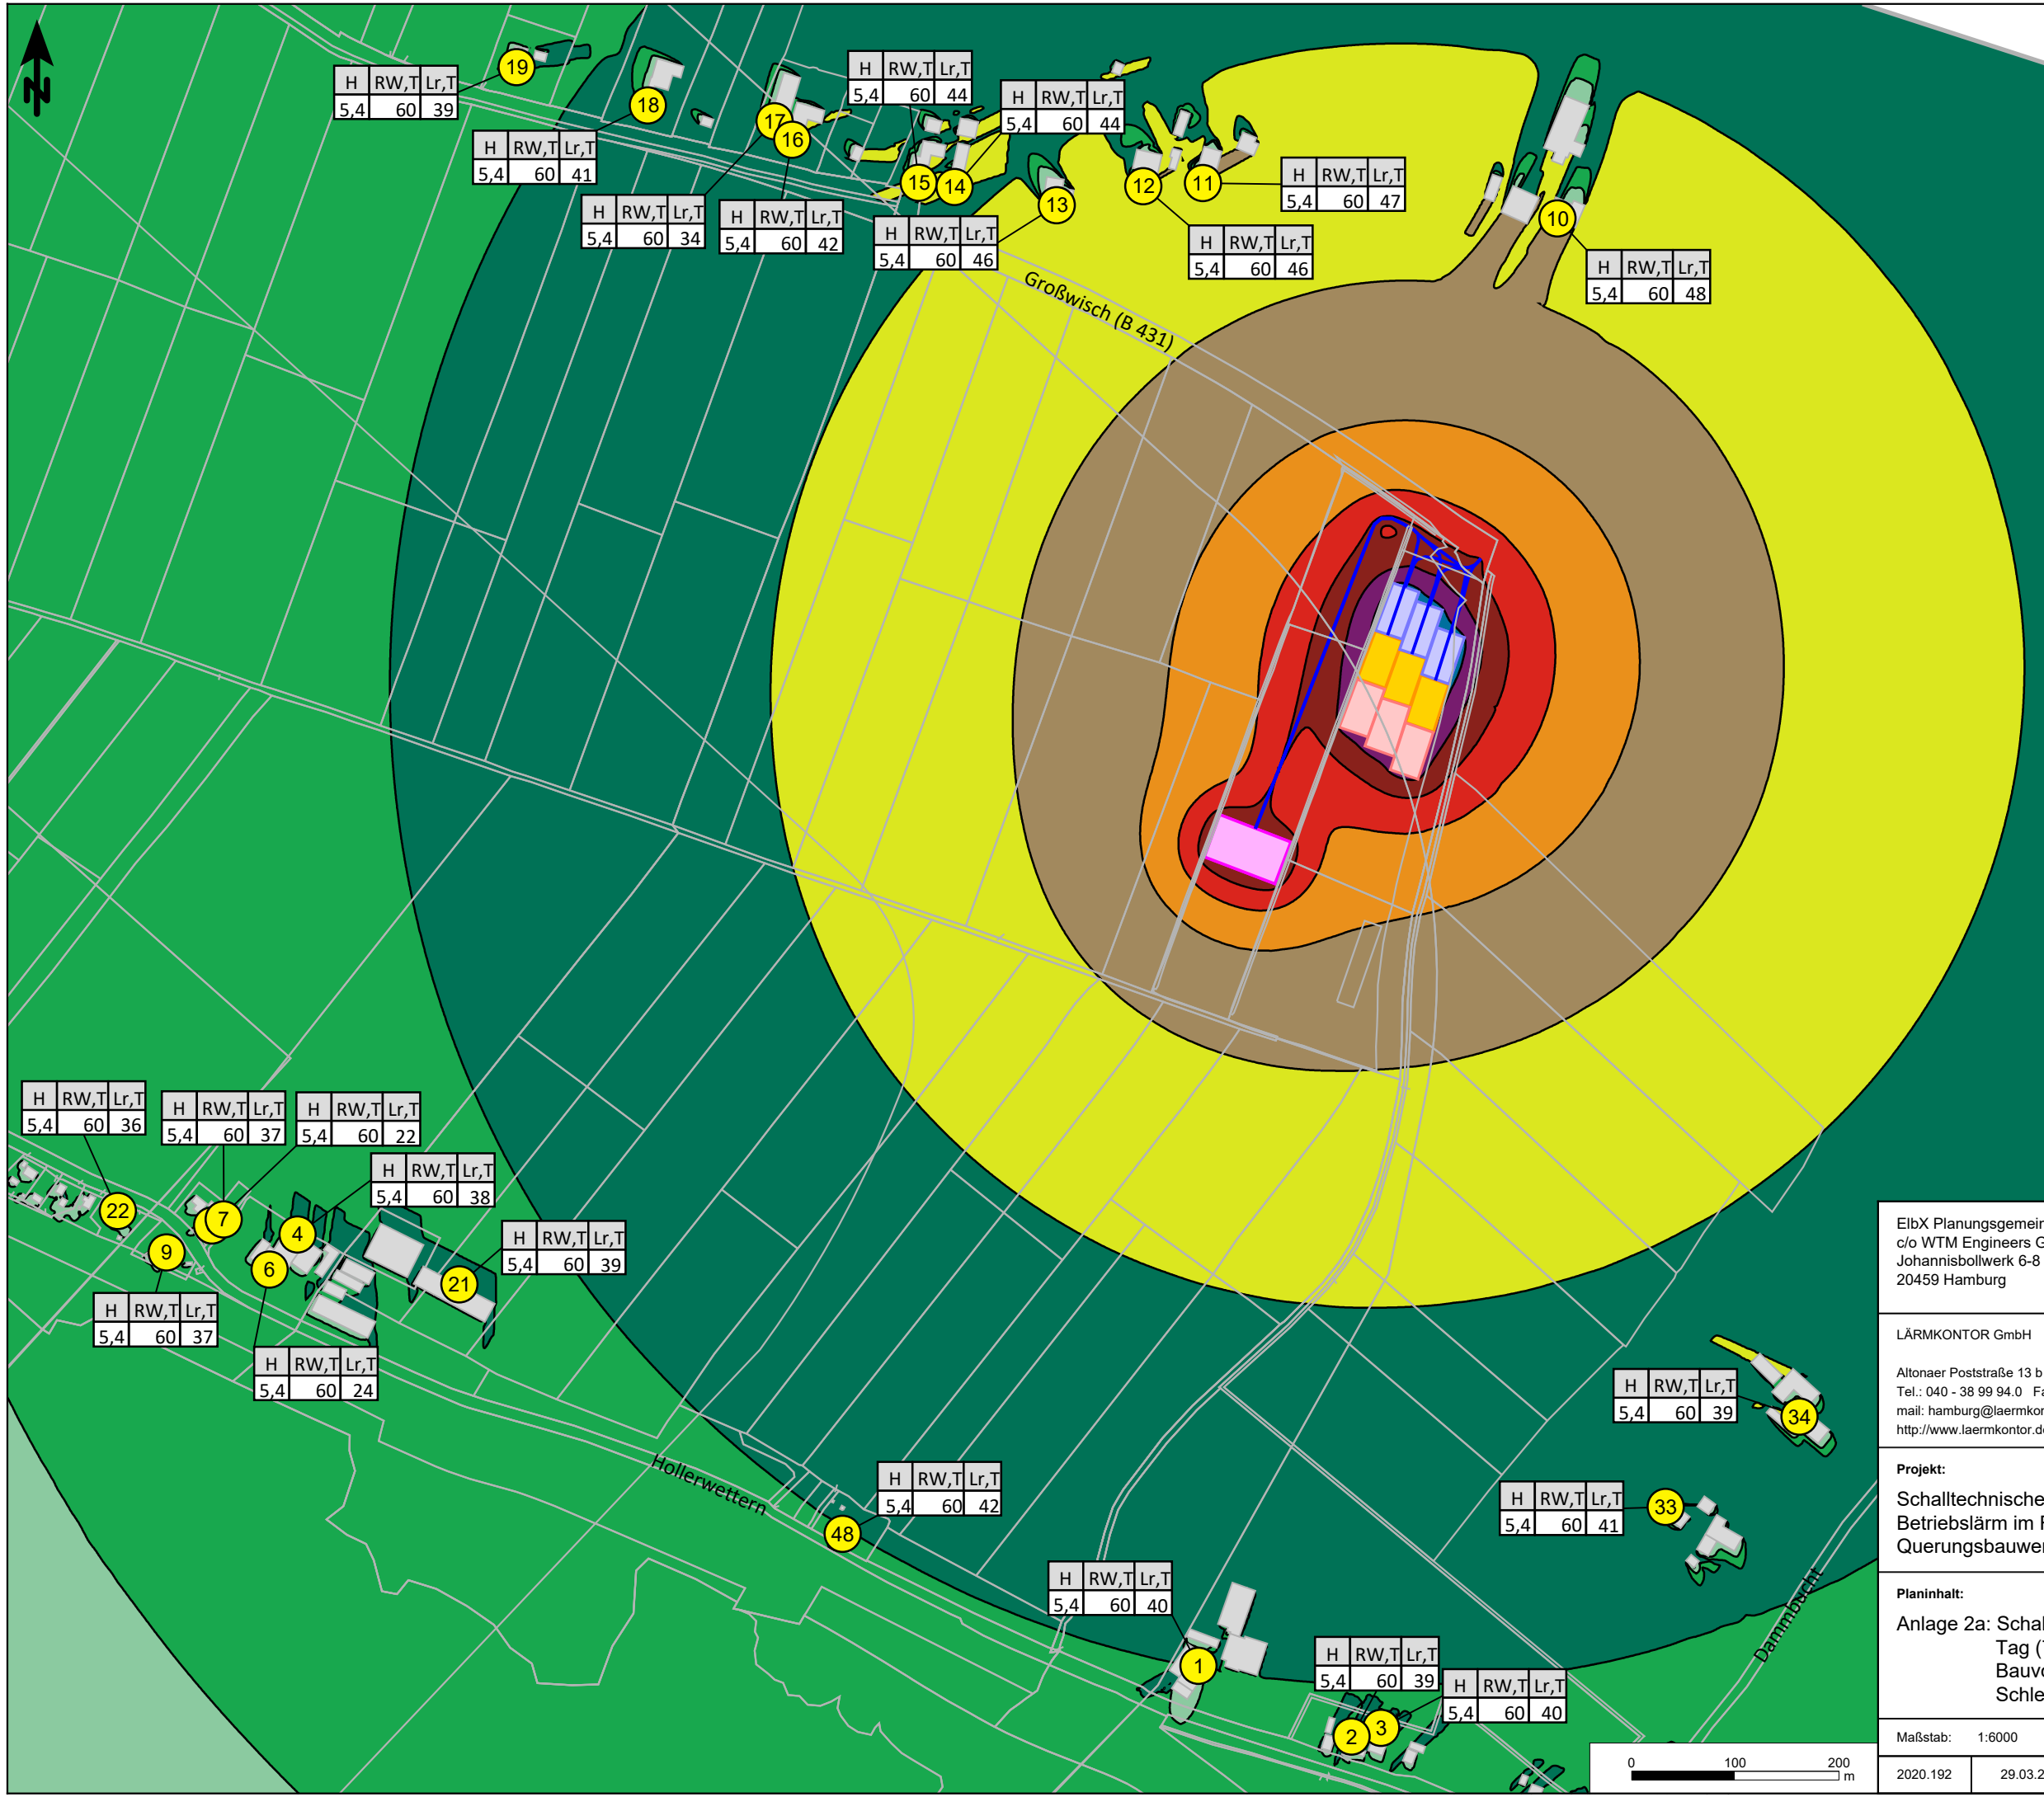 N
19
H RW,T Lr,T
5,4 60 39
18
H RW,T Lr,T
5,4 60 41
17
H RW,T Lr,T
5,4 60 34
16
H RW,T Lr,T
5,4 60 42
15
H RW,T Lr,T
5,4 60 44
14
H RW,T Lr,T
5,4 60 44
13
H RW,T Lr,T
5,4 60 46
12
H RW,T Lr,T
5,4 60 46
11
H RW,T Lr,T
5,4 60 47
10
H RW,T Lr,T
5,4 60 48
Großwisch (B 431)
H RW,T Lr,T
5,4 60 36
22
H RW,T Lr,T
5,4 60 37
7
H RW,T Lr,T
5,4 60 22
H RW,T Lr,T
5,4 60 38
4
H RW,T Lr,T
5,4 60 39
21
9
H RW,T Lr,T
5,4 60 37
6
H RW,T Lr,T
5,4 60 24
Hollerwettern
H RW,T Lr,T
5,4 60 42
48
H RW,T Lr,T
5,4 60 40
1
H RW,T Lr,T
5,4 60 39
2
H RW,T Lr,T
5,4 60 40
3
H RW,T Lr,T
5,4 60 39
34
H RW,T Lr,T
5,4 60 41
33
Dammbucht
0 100 200
m
ElbX Planungsgemein
c/o WTM Engineers G
Johannisbollwerk 6-8
20459 Hamburg
LÄRMKONTOR GmbH
Altonaer Poststraße 13 b
Tel.: 040 - 38 99 94.0 Fa
mail: hamburg@laermkon
http://www.laermkontor.de
Projekt:
Schalltechnische
Betriebslärm im
Querungsbauwer
Planinhalt:
Anlage 2a: Schal
Tag (
Bauvo
Schle
Maßstab: 1:6000
2020.192 29.03.2